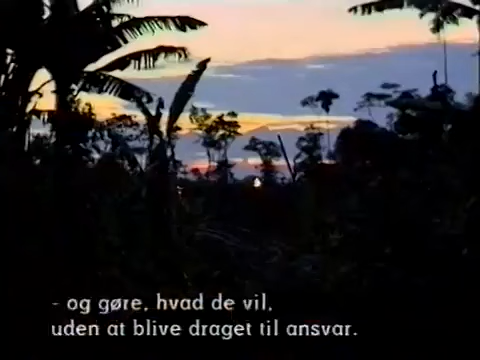 - og gøre, hvad de vil,
uden at blive draget til ansvar.